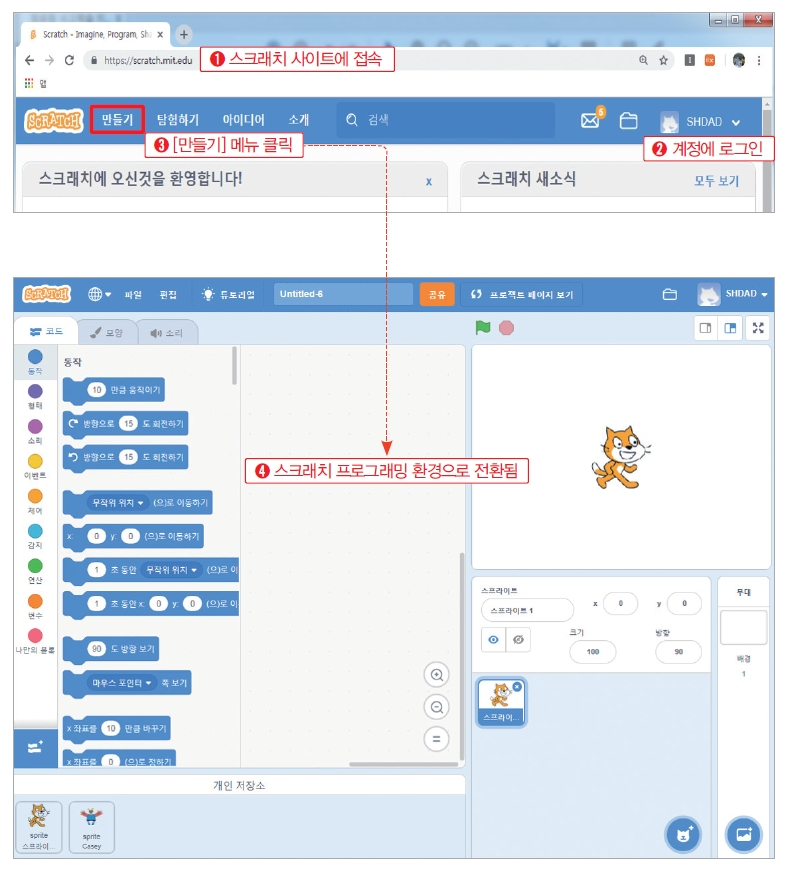 Scratch - Imagine, Program, Sha
https://scratch.mit.edu
❶ 스크래치 사이트에 접속
앱
SCRATCH 만들기 탐험하기 아이디어 소개 검색 6 SHDAD
❸ [만들기] 메뉴 클릭
❷ 계정에 로그인
스크래치에 오신것을 환영합니다! x
스크래치 새소식 모두 보기
SCRATCH 파일 편집 튜토리얼 Untitled-6 공유 프로젝트 페이지 보기 SHDAD
코드 모양 소리
동작
형태
소리
이벤트
제어
감지
연산
변수
나만의 블록
동작
10 만큼 움직이기
방향으로 15 도 회전하기
방향으로 15 도 회전하기
무작위 위치 (으)로 이동하기
x: 0 y: 0 (으)로 이동하기
1 초 동안 무작위 위치 (으)로 이
1 초 동안 x: 0 y: 0 (으)로 이
90 도 방향 보기
마우스 포인터 쪽 보기
x 좌표를 10 만큼 바꾸기
x 좌표를 0 (으)로 정하기
❹ 스크래치 프로그래밍 환경으로 전환됨
스프라이트
스프라이트 1 x 0 y 0
크기 방향
100 90
스프라이...
무대
배경
1
개인 저장소
sprite
스프라이...
sprite
Casey